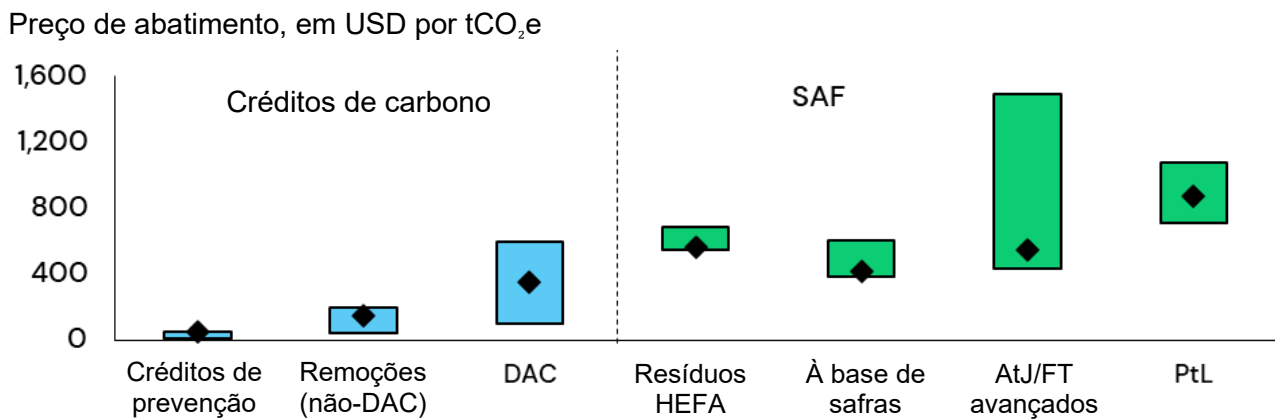 Preço de abatimento, em USD por tCO₂e
1,600
1,200
800
400
0
Créditos de carbono
SAF
Créditos de
prevenção
Remoções
(não-DAC)
DAC
Resíduos
HEFA
À base de
safras
AtJ/FT
avançados
PtL